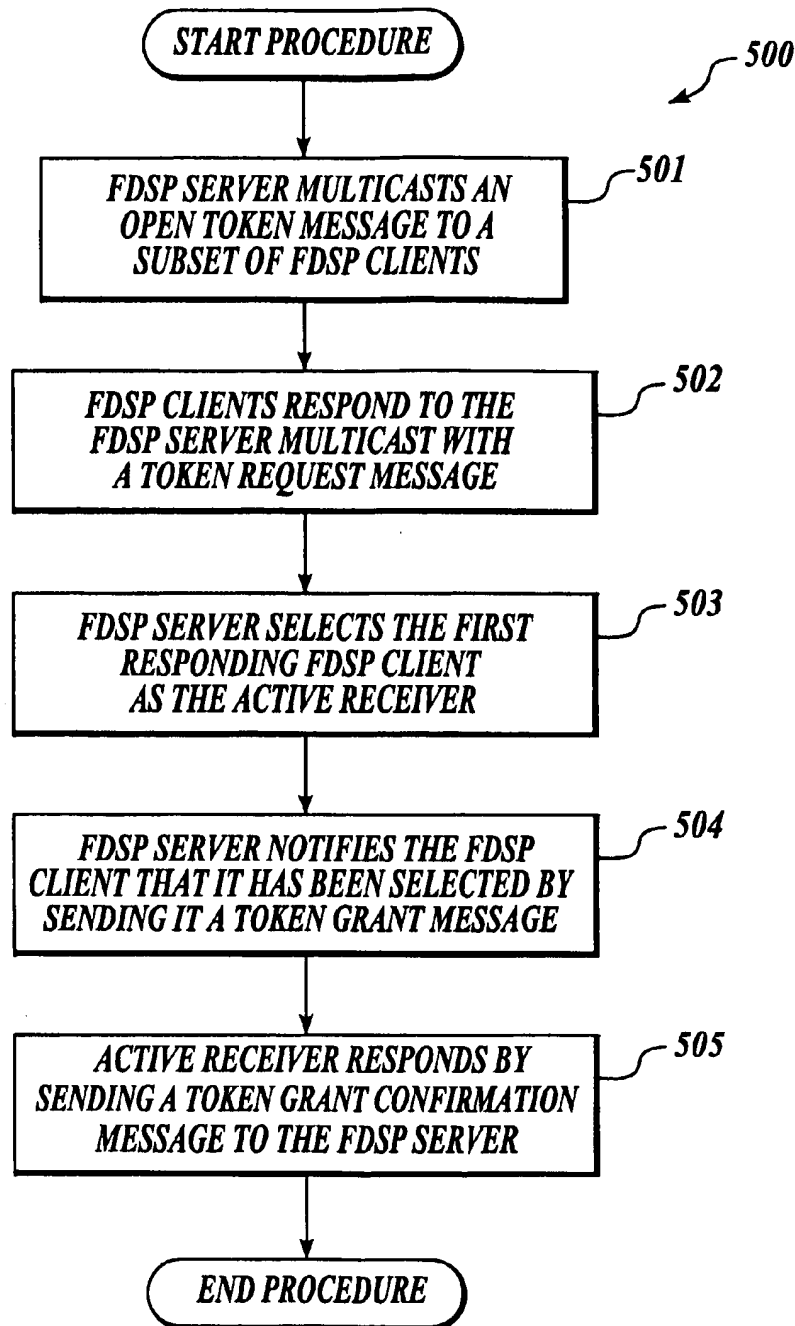 START PROCEDURE
500
FDSP SERVER MULTICASTS AN
OPEN TOKEN MESSAGE TO A
SUBSET OF FDSP CLIENTS
501
FDSP CLIENTS RESPOND TO THE
FDSP SERVER MULTICAST WITH
A TOKEN REQUEST MESSAGE
502
FDSP SERVER SELECTS THE FIRST
RESPONDING FDSP CLIENT
AS THE ACTIVE RECEIVER
503
FDSP SERVER NOTIFIES THE FDSP
CLIENT THAT IT HAS BEEN SELECTED BY
SENDING IT A TOKEN GRANT MESSAGE
504
ACTIVE RECEIVER RESPONDS BY
SENDING A TOKEN GRANT CONFIRMATION
MESSAGE TO THE FDSP SERVER
505
END PROCEDURE